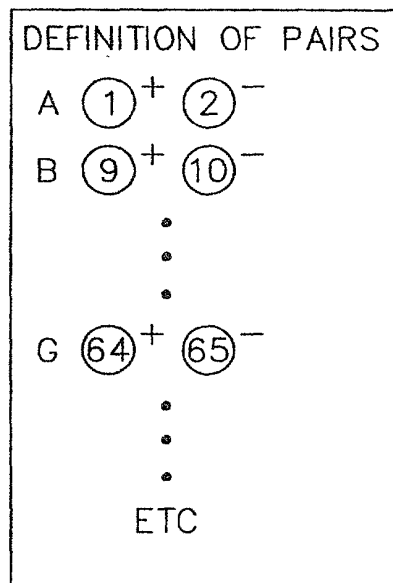 DEFINITION OF PAIRS
A 1 + 2 −
B 9 + 10 −
G 64 + 65 −
ETC